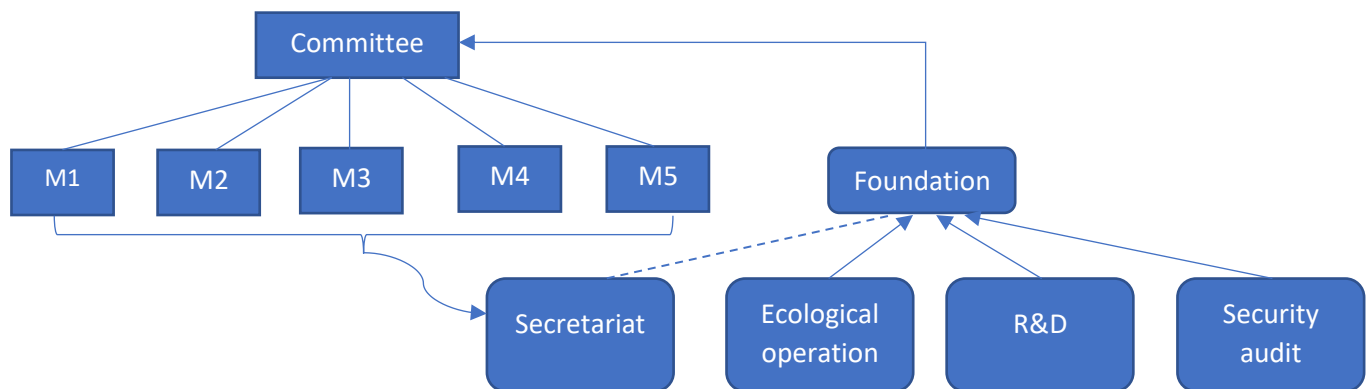 Committee
M1
M2
M3
M4
M5
Foundation
Secretariat
Ecological
operation
R&D
Security
audit